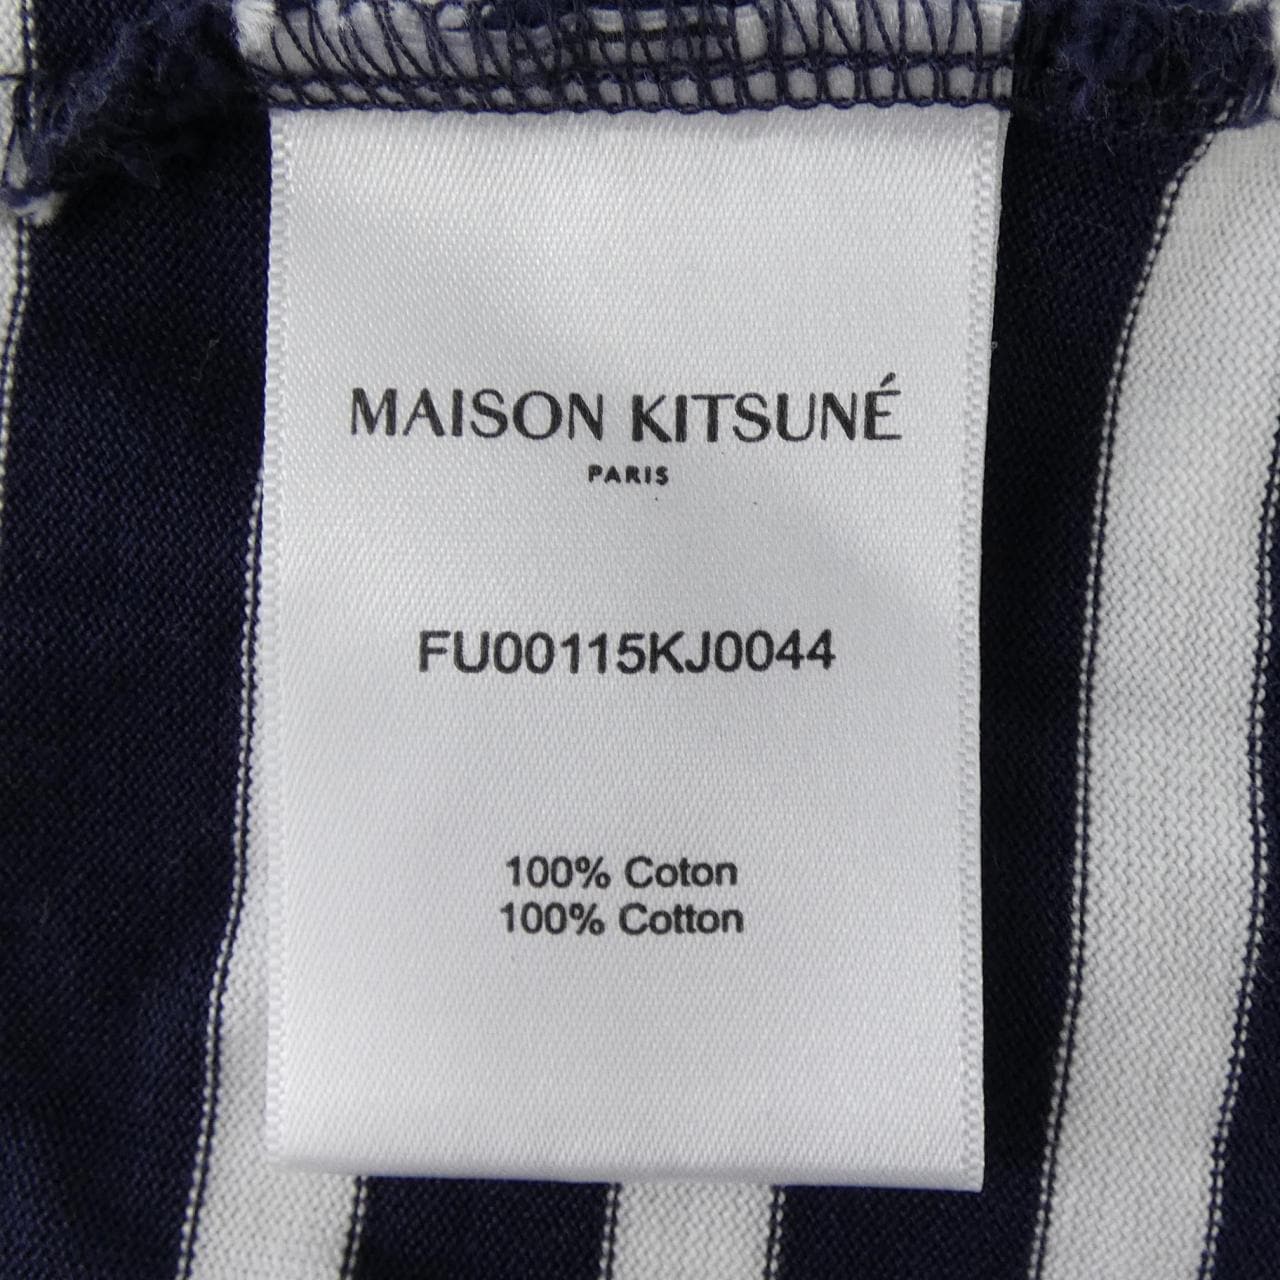 MAISON KITSUNÉ
PARIS
FU00115KJ0044
100% Coton
100% Cotton